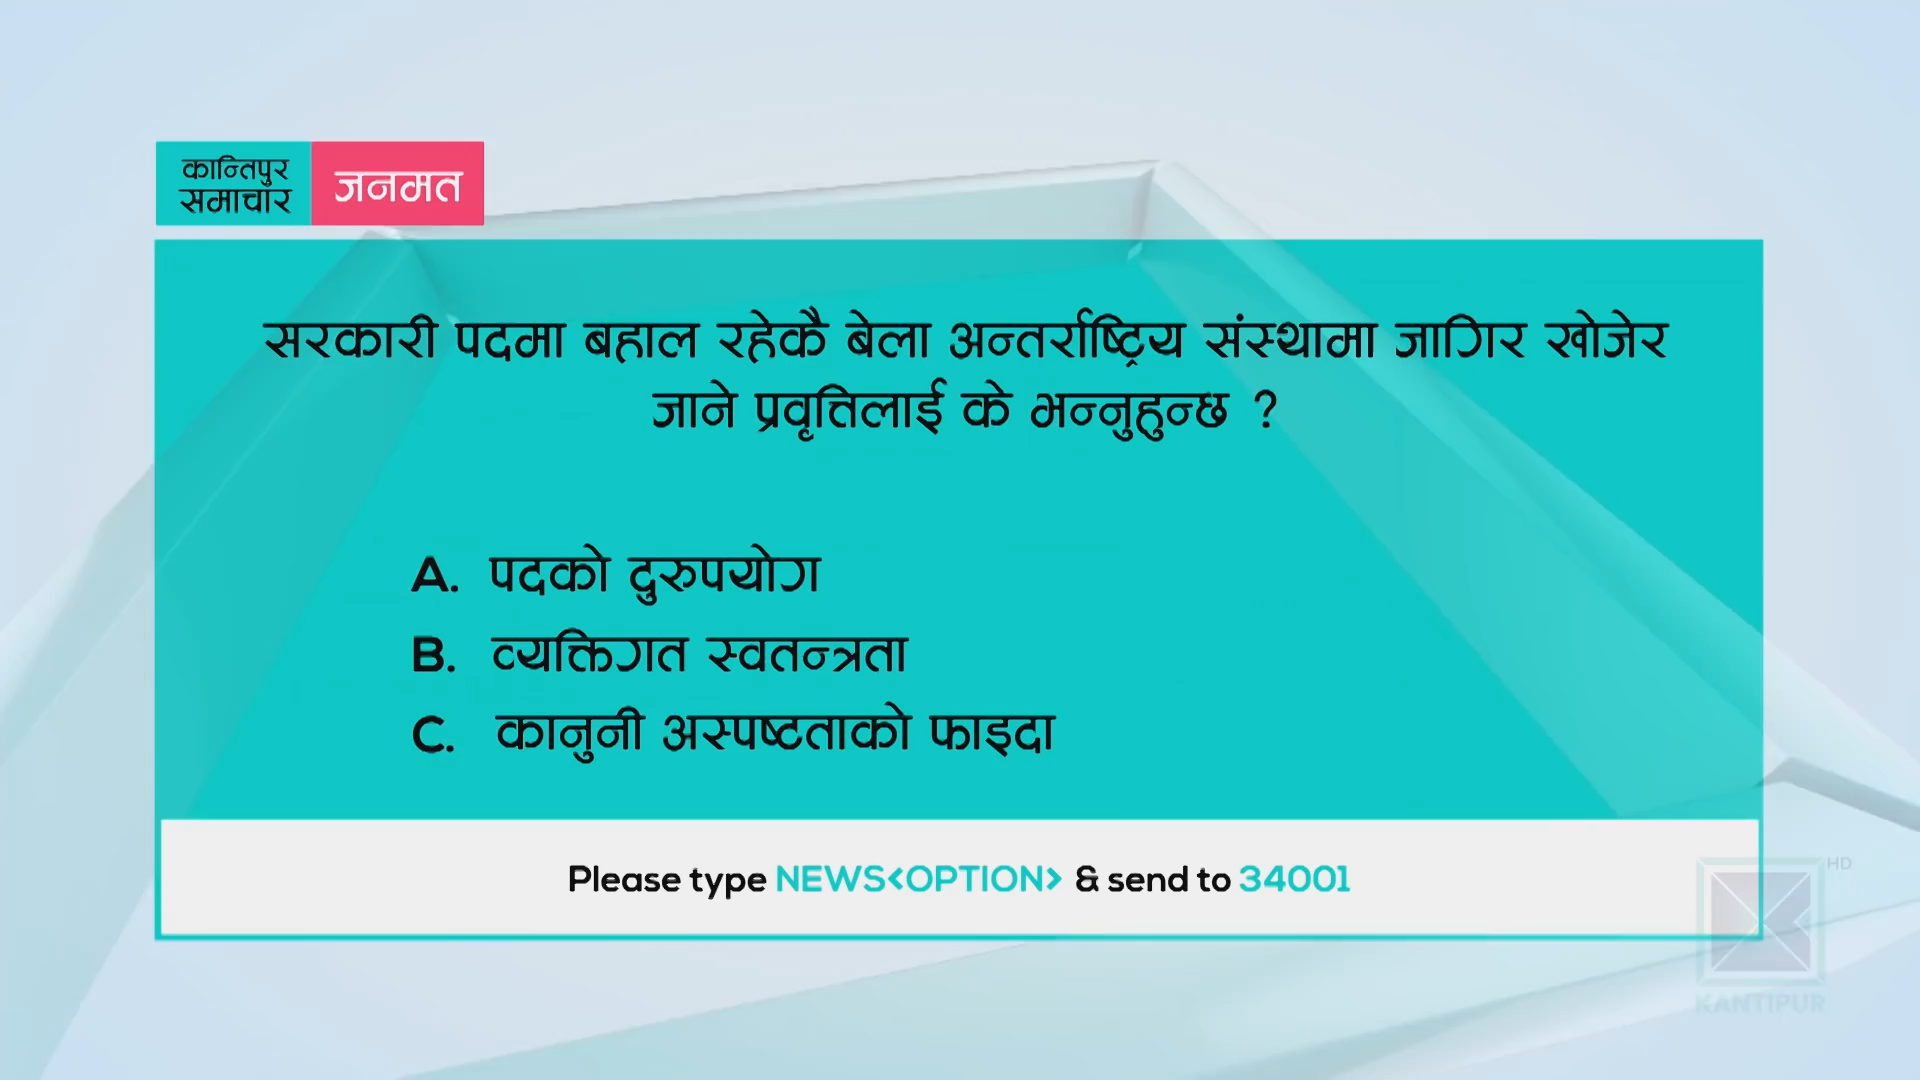 कान्तिपुर
समाचार
जनमत
सरकारी पदमा बहाल रहेकै बेला अन्तर्राष्ट्रिय संस्थामा जागिर खोजेर
जाने प्रवृत्तिलाई के भन्नुहुन्छ ?
A. पदको दुरुपयोग
B. व्यक्तिगत स्वतन्त्रता
C. कानुनी अस्पष्टताको फाइदा
Please type NEWS<OPTION> & send to 34001
HD
KANTIPUR